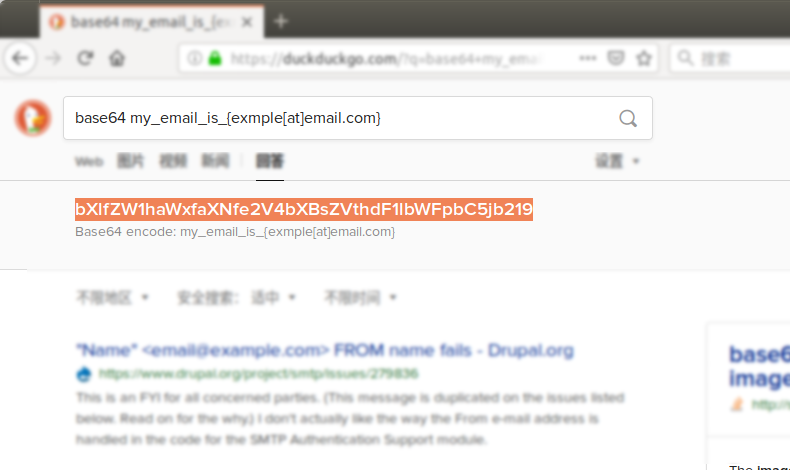 base64 my_email_is_{ex
https://duckduckgo.com/?q=base64+my_ema
搜索
base64 my_email_is_{exmple[at]email.com}
Web 图片 视频 新闻 回答 设置
bXlfZW1haWxfaXNfe2V4bXBsZVthdF1lbWFpbC5jb219
Base64 encode: my_email_is_{exmple[at]email.com}
不限地区 安全搜索： 适中 不限时间
"Name" <email@example.com> FROM name fails - Drupal.org
https://www.drupal.org/project/smtp/issues/279836
This is an FYI for all concerned parties. (This message is duplicated on the issues listed
below. Read on for the why.) I don't actually like the way the From e-mail address is
handled in the code for the SMTP Authentication Support module.
base6
image
http://s
The Imag